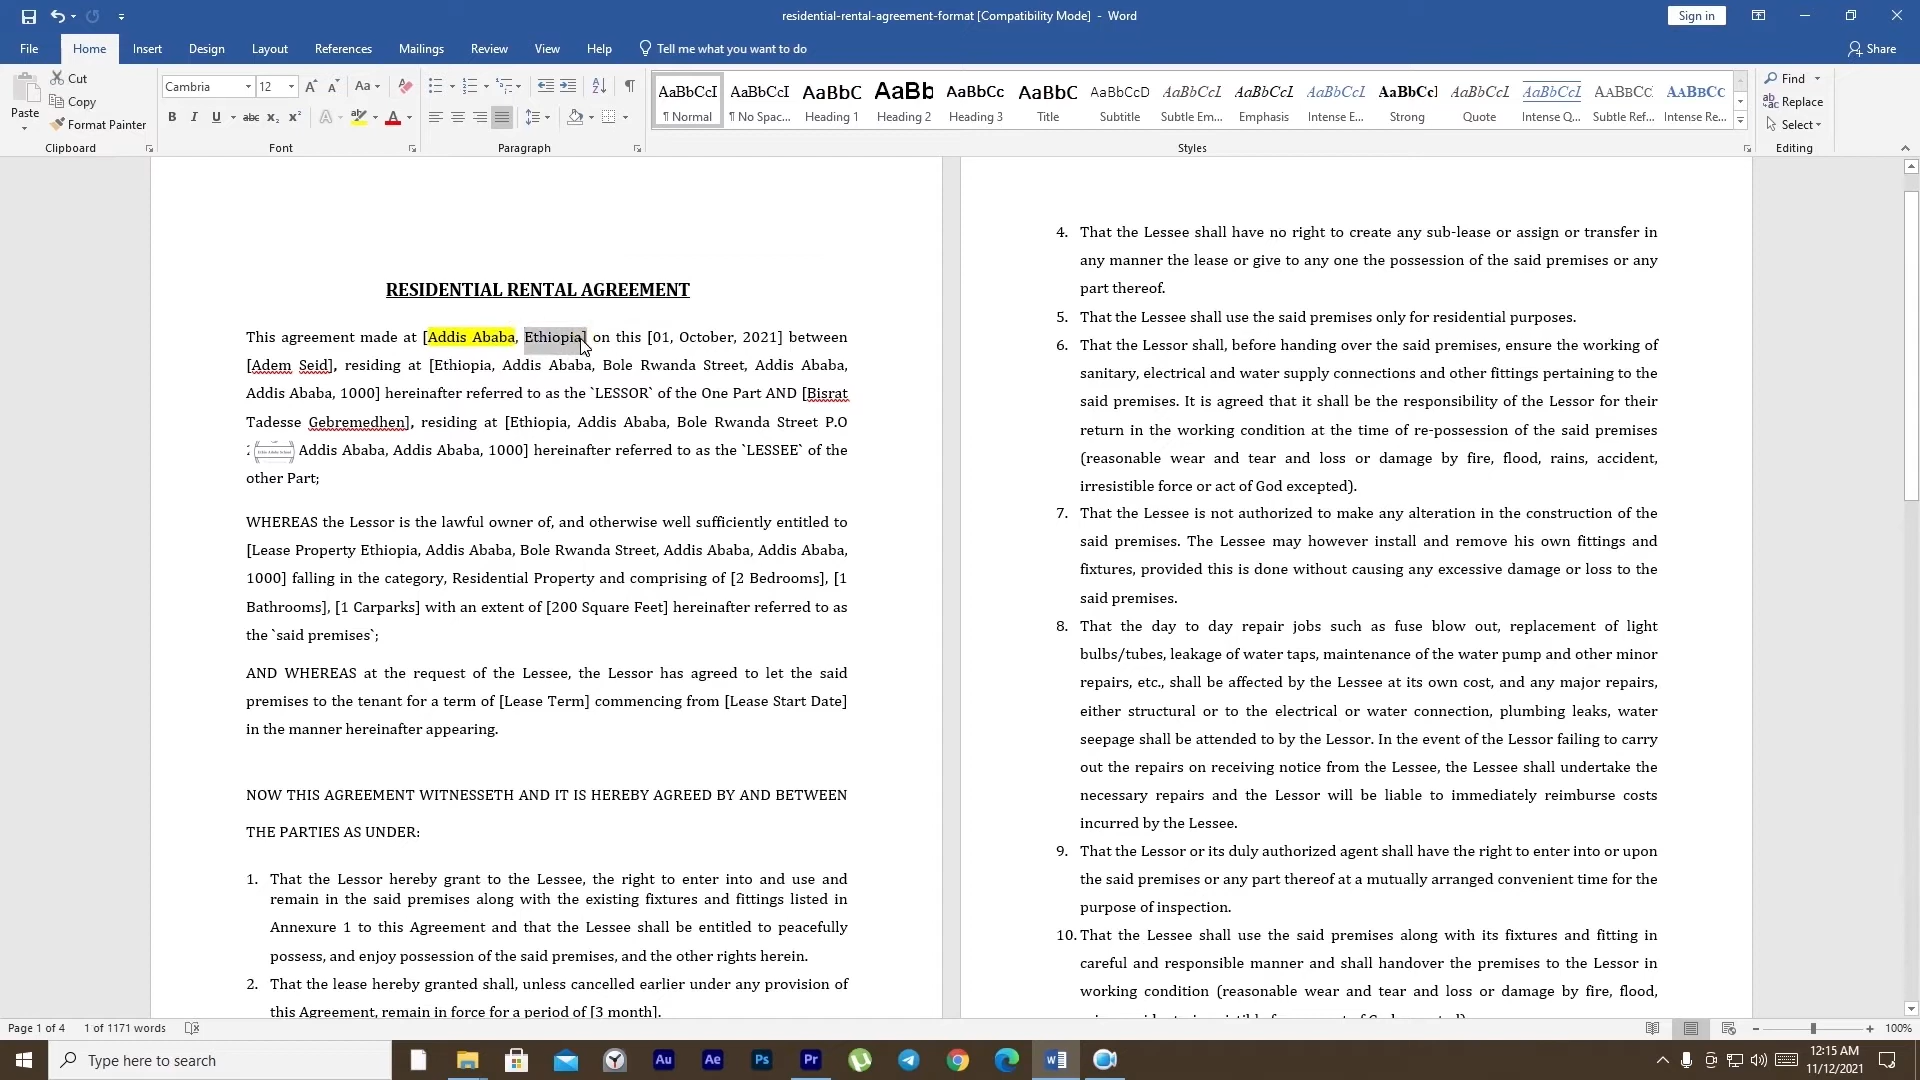 residential-rental-agreement-format [Compatibility Mode] - Word
Sign in
File Home Insert Design Layout References Mailings Review View Help Tell me what you want to do Share
Paste
Cut
Copy
Format Painter
Clipboard
Cambria 12
Font
Paragraph
AaBbCcI AaBbCcI AaBbC AaBb AaBbCc AaBbC AaBbCcD AaBbCcL AaBbCcL AaBbCcL AaBbCcI AaBbCcL AaBbCcL AABBCC AABBCC
¶ Normal ¶ No Spac... Heading 1 Heading 2 Heading 3 Title Subtitle Subtle Em... Emphasis Intense E... Strong Quote Intense Q... Subtle Ref... Intense Re...
Styles
Find
Replace
Select
Editing
RESIDENTIAL RENTAL AGREEMENT
This agreement made at [Addis Ababa, Ethiopia] on this [01, October, 2021] between
[Adem Seid], residing at [Ethiopia, Addis Ababa, Bole Rwanda Street, Addis Ababa,
Addis Ababa, 1000] hereinafter referred to as the `LESSOR` of the One Part AND [Bisrat
Tadesse Gebremedhen], residing at [Ethiopia, Addis Ababa, Bole Rwanda Street P.O
Addis Ababa, Addis Ababa, 1000] hereinafter referred to as the `LESSEE` of the
other Part;
WHEREAS the Lessor is the lawful owner of, and otherwise well sufficiently entitled to
[Lease Property Ethiopia, Addis Ababa, Bole Rwanda Street, Addis Ababa, Addis Ababa,
1000] falling in the category, Residential Property and comprising of [2 Bedrooms], [1
Bathrooms], [1 Carparks] with an extent of [200 Square Feet] hereinafter referred to as
the `said premises`;
AND WHEREAS at the request of the Lessee, the Lessor has agreed to let the said
premises to the tenant for a term of [Lease Term] commencing from [Lease Start Date]
in the manner hereinafter appearing.
NOW THIS AGREEMENT WITNESSETH AND IT IS HEREBY AGREED BY AND BETWEEN
THE PARTIES AS UNDER:
1. That the Lessor hereby grant to the Lessee, the right to enter into and use and
remain in the said premises along with the existing fixtures and fittings listed in
Annexure 1 to this Agreement and that the Lessee shall be entitled to peacefully
possess, and enjoy possession of the said premises, and the other rights herein.
2. That the lease hereby granted shall, unless cancelled earlier under any provision of
this Agreement, remain in force for a period of [3 month].
4. That the Lessee shall have no right to create any sub-lease or assign or transfer in
any manner the lease or give to any one the possession of the said premises or any
part thereof.
5. That the Lessee shall use the said premises only for residential purposes.
6. That the Lessor shall, before handing over the said premises, ensure the working of
sanitary, electrical and water supply connections and other fittings pertaining to the
said premises. It is agreed that it shall be the responsibility of the Lessor for their
return in the working condition at the time of re-possession of the said premises
(reasonable wear and tear and loss or damage by fire, flood, rains, accident,
irresistible force or act of God excepted).
7. That the Lessee is not authorized to make any alteration in the construction of the
said premises. The Lessee may however install and remove his own fittings and
fixtures, provided this is done without causing any excessive damage or loss to the
said premises.
8. That the day to day repair jobs such as fuse blow out, replacement of light
bulbs/tubes, leakage of water taps, maintenance of the water pump and other minor
repairs, etc., shall be affected by the Lessee at its own cost, and any major repairs,
either structural or to the electrical or water connection, plumbing leaks, water
seepage shall be attended to by the Lessor. In the event of the Lessor failing to carry
out the repairs on receiving notice from the Lessee, the Lessee shall undertake the
necessary repairs and the Lessor will be liable to immediately reimburse costs
incurred by the Lessee.
9. That the Lessor or its duly authorized agent shall have the right to enter into or upon
the said premises or any part thereof at a mutually arranged convenient time for the
purpose of inspection.
10. That the Lessee shall use the said premises along with its fixtures and fitting in
careful and responsible manner and shall handover the premises to the Lessor in
working condition (reasonable wear and tear and loss or damage by fire, flood,
Page 1 of 4 1 of 1171 words 100%
Type here to search
12:15 AM
11/12/2021